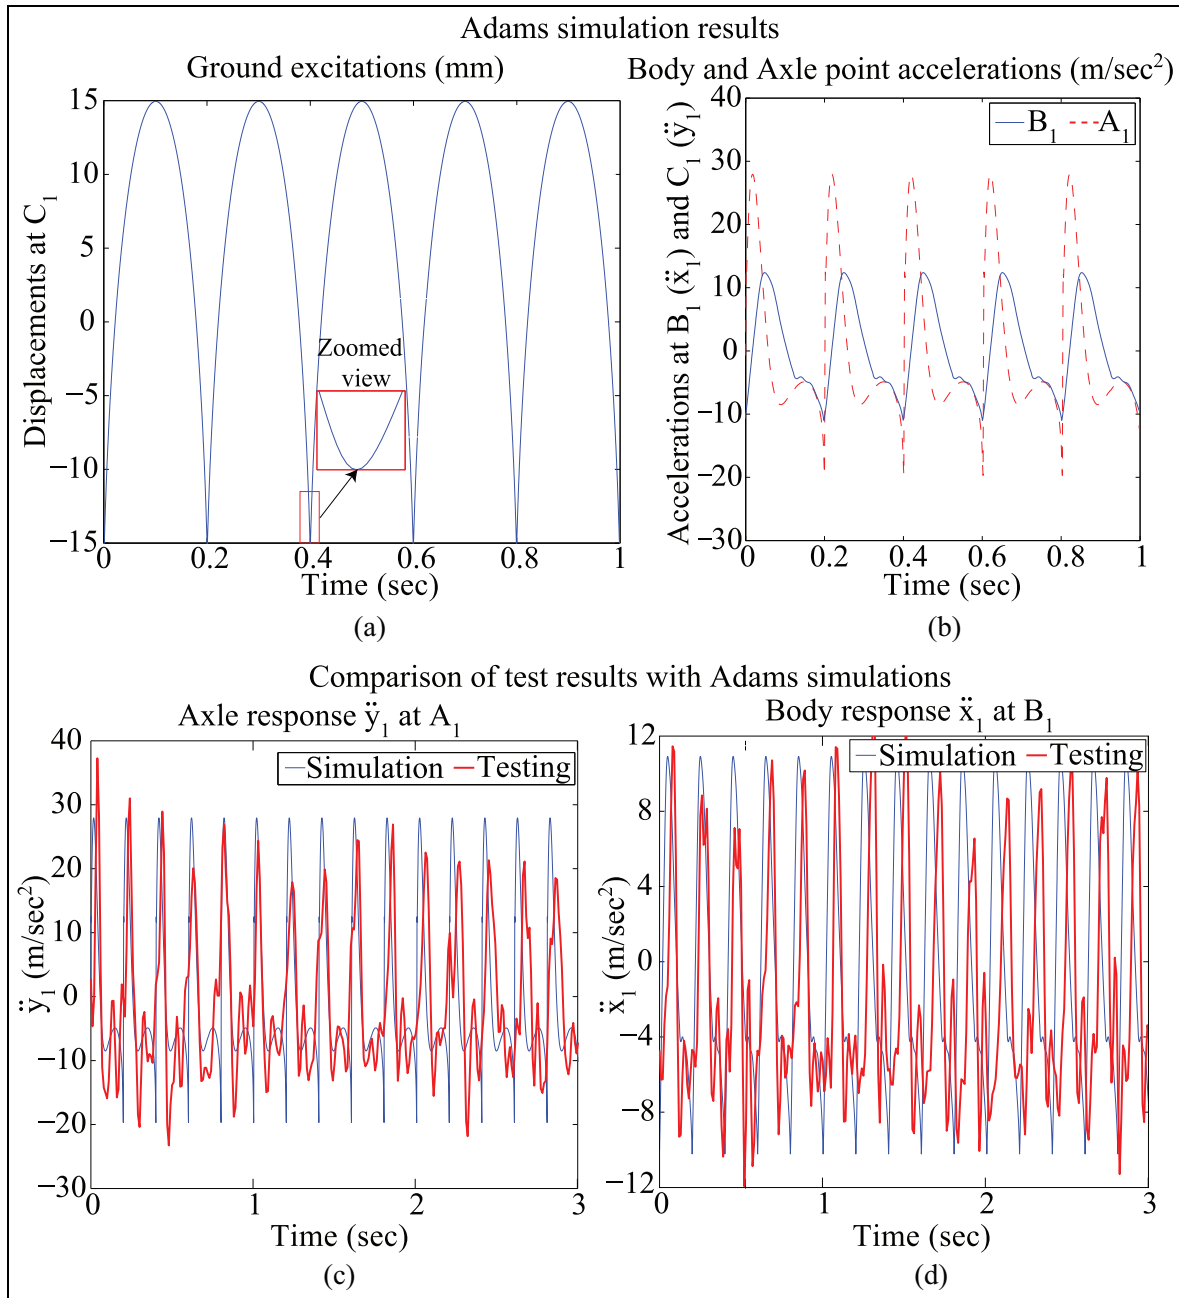 Adams simulation results
Ground excitations (mm)
Displacements at C1
15
10
5
0
−5
−10
−15
Zoomed
view
0 0.2 0.4 0.6 0.8 1
Time (sec)
(a)
Body and Axle point accelerations (m/sec²)
Accelerations at B1 (ẍ1) and C1 (ÿ1)
40
30
20
10
0
−10
−20
−30
B1 A1
0 0.2 0.4 0.6 0.8 1
Time (sec)
(b)
Comparison of test results with Adams simulations
Axle response ÿ1 at A1
ÿ1 (m/sec²)
40
30
20
10
0
−10
−20
−30
Simulation Testing
0 1 2 3
Time (sec)
(c)
Body response ẍ1 at B1
ẍ1 (m/sec²)
12
8
4
0
−4
−8
−12
Simulation Testing
0 1 2 3
Time (sec)
(d)